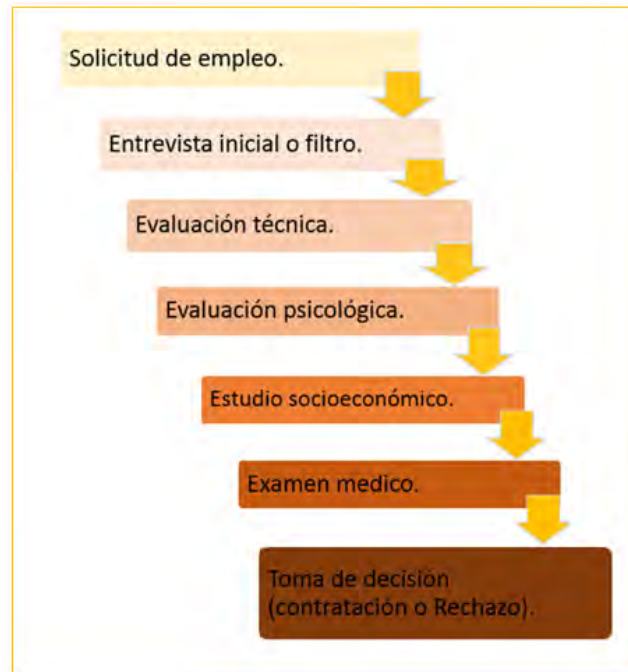 Solicitud de empleo.
Entrevista inicial o filtro.
Evaluación técnica.
Evaluación psicológica.
Estudio socioeconómico.
Examen medico.
Toma de decisión
(contratación o Rechazo).